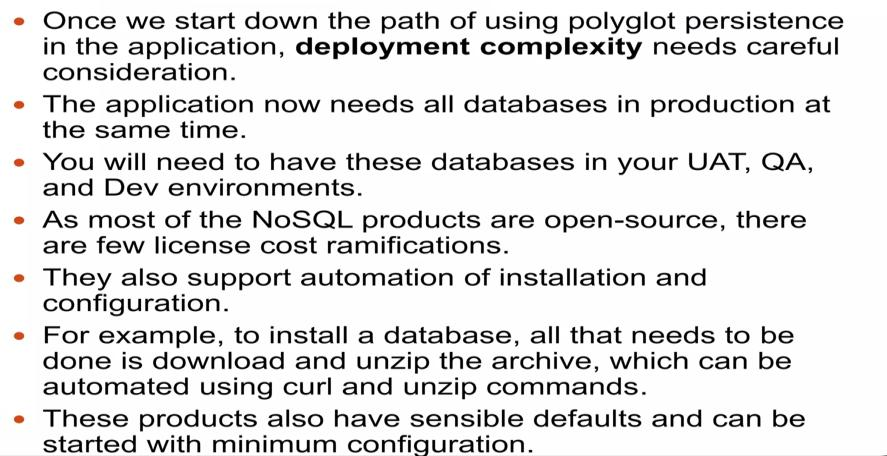 • Once we start down the path of using polyglot persistence
in the application, deployment complexity needs careful
consideration.
• The application now needs all databases in production at
the same time.
• You will need to have these databases in your UAT, QA,
and Dev environments.
• As most of the NoSQL products are open-source, there
are few license cost ramifications.
• They also support automation of installation and
configuration.
• For example, to install a database, all that needs to be
done is download and unzip the archive, which can be
automated using curl and unzip commands.
• These products also have sensible defaults and can be
started with minimum configuration.